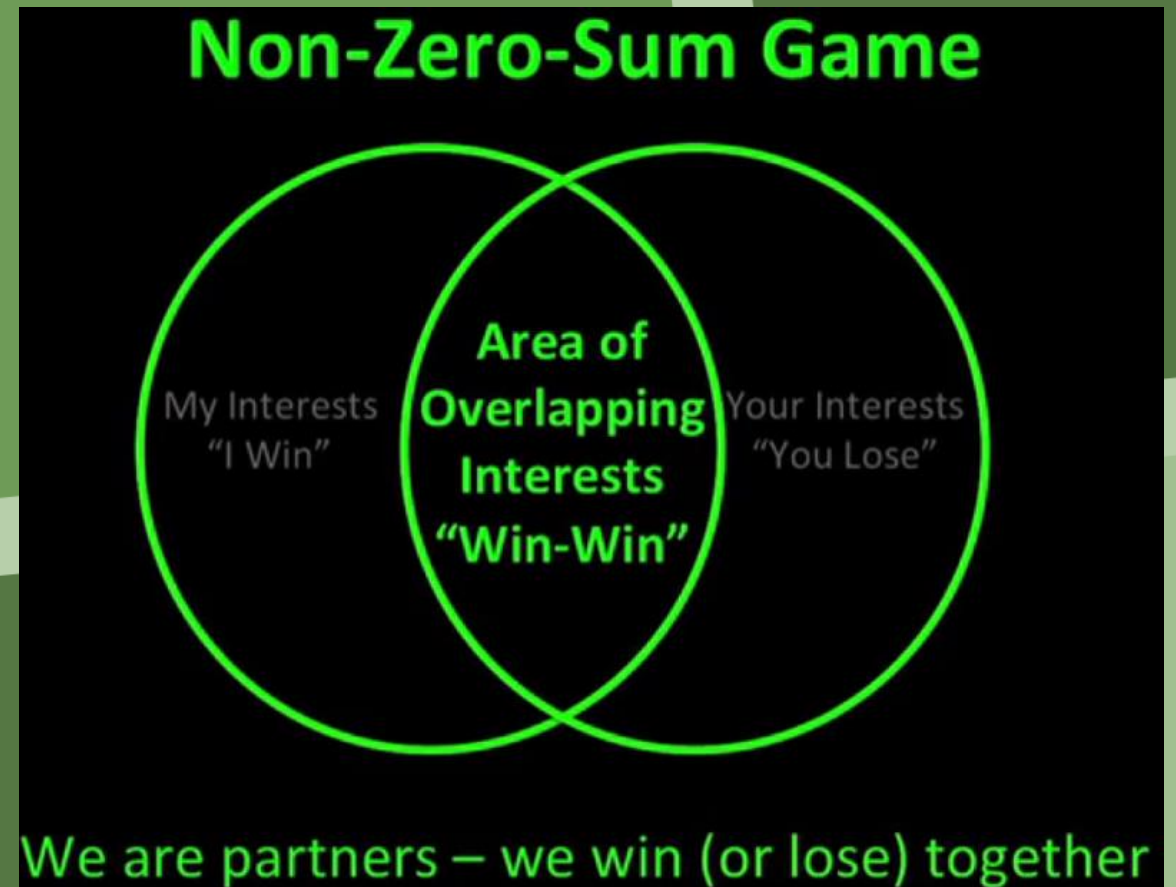 Non-Zero-Sum Game
My Interests
“I Win”
Area of
Overlapping
Interests
“Win-Win”
Your Interests
“You Lose”
We are partners – we win (or lose) together